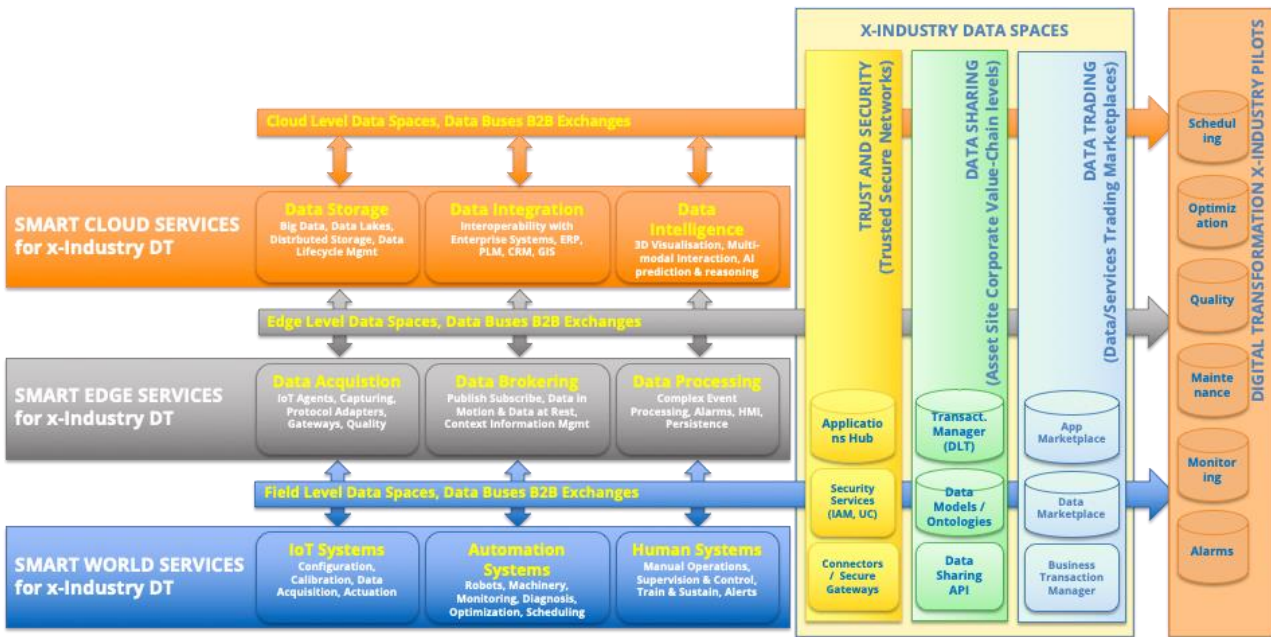 X-INDUSTRY DATA SPACES
TRUST AND SECURITY
(Trusted Secure Networks)
DATA SHARING
(Asset Site Corporate Value-Chain levels)
DATA TRADING
(Data/Services Trading Marketplaces)
DIGITAL TRANSFORMATION X-INDUSTRY PILOTS
Cloud Level Data Spaces, Data Buses B2B Exchanges
SMART CLOUD SERVICES
for x-Industry DT
Data Storage
Big Data, Data Lakes,
Distrbuted Storage, Data
Lifecycle Mgmt
Data Integration
Interoperability with
Enterprise Systems, ERP,
PLM, CRM, GIS
Data
Intelligence
3D Visualisation, Multi-
modal Interaction, AI
prediction & reasoning
Edge Level Data Spaces, Data Buses B2B Exchanges
SMART EDGE SERVICES
for x-Industry DT
Data Acquistion
IoT Agents, Capturing,
Protocol Adapters,
Gateways, Quality
Data Brokering
Publish Subscribe, Data in
Motion & Data at Rest,
Context Information Mgmt
Data Processing
Complex Event
Processing, Alarms, HMI,
Persistence
Field Level Data Spaces, Data Buses B2B Exchanges
SMART WORLD SERVICES
for x-Industry DT
IoT Systems
Configuration,
Calibration, Data
Acquisition, Actuation
Automation
Systems
Robots, Machinery,
Monitoring, Diagnosis,
Optimization, Scheduling
Human Systems
Manual Operations,
Supervision & Control,
Train & Sustain, Alerts
Applicatio
ns Hub
Security
Services
(IAM, UC)
Connectors
/ Secure
Gateways
Transact.
Manager
(DLT)
Data
Models /
Ontologies
Data
Sharing
API
App
Marketplace
Data
Marketplace
Business
Transaction
Manager
Schedul
ing
Optimiz
ation
Quality
Mainte
nance
Monitor
ing
Alarms